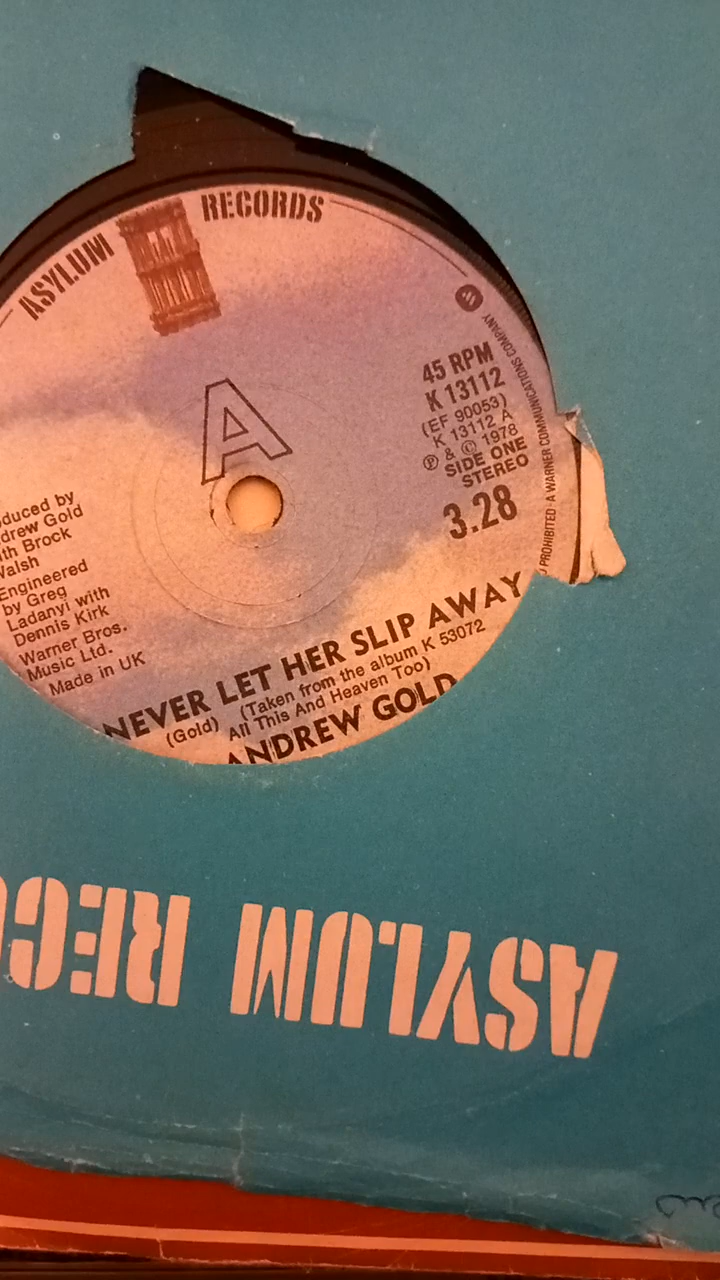 ASYLUM RECORDS
A
45 RPM
K 13112
(EF 90053)
K 13112 A
℗ & © 1978
SIDE ONE
STEREO
3.28
PROHIBITED · A WARNER COMMUNICATIONS COMPANY
oduced by
drew Gold
ith Brock
Walsh
Engineered
by Greg
Ladanyi with
Dennis Kirk
Warner Bros.
Music Ltd.
Made in UK
NEVER LET HER SLIP AWAY
(Gold) (Taken from the album K 53072
All This And Heaven Too)
ANDREW GOLD
ASYLUM RECO